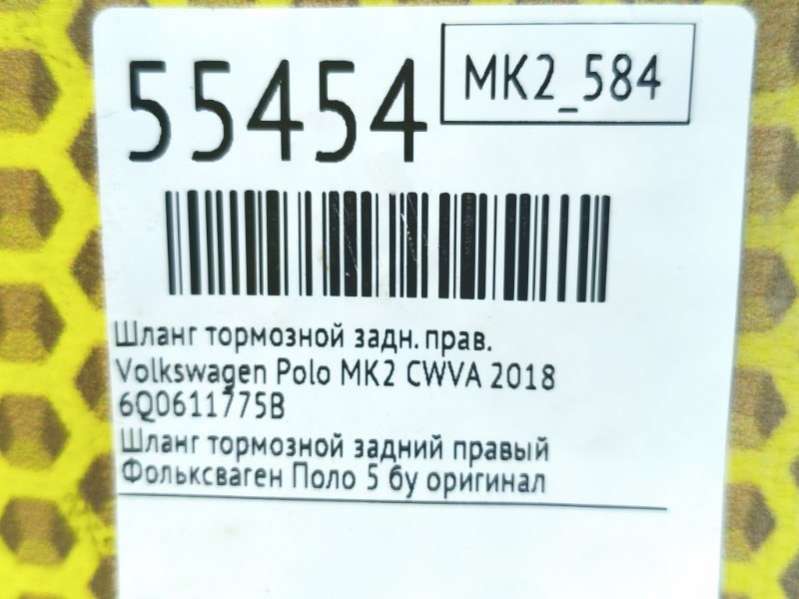 55454
MK2_584
Шланг тормозной задн. прав.
Volkswagen Polo MK2 CWVA 2018
6Q0611775B
Шланг тормозной задний правый
Фольксваген Поло 5 бу оригинал